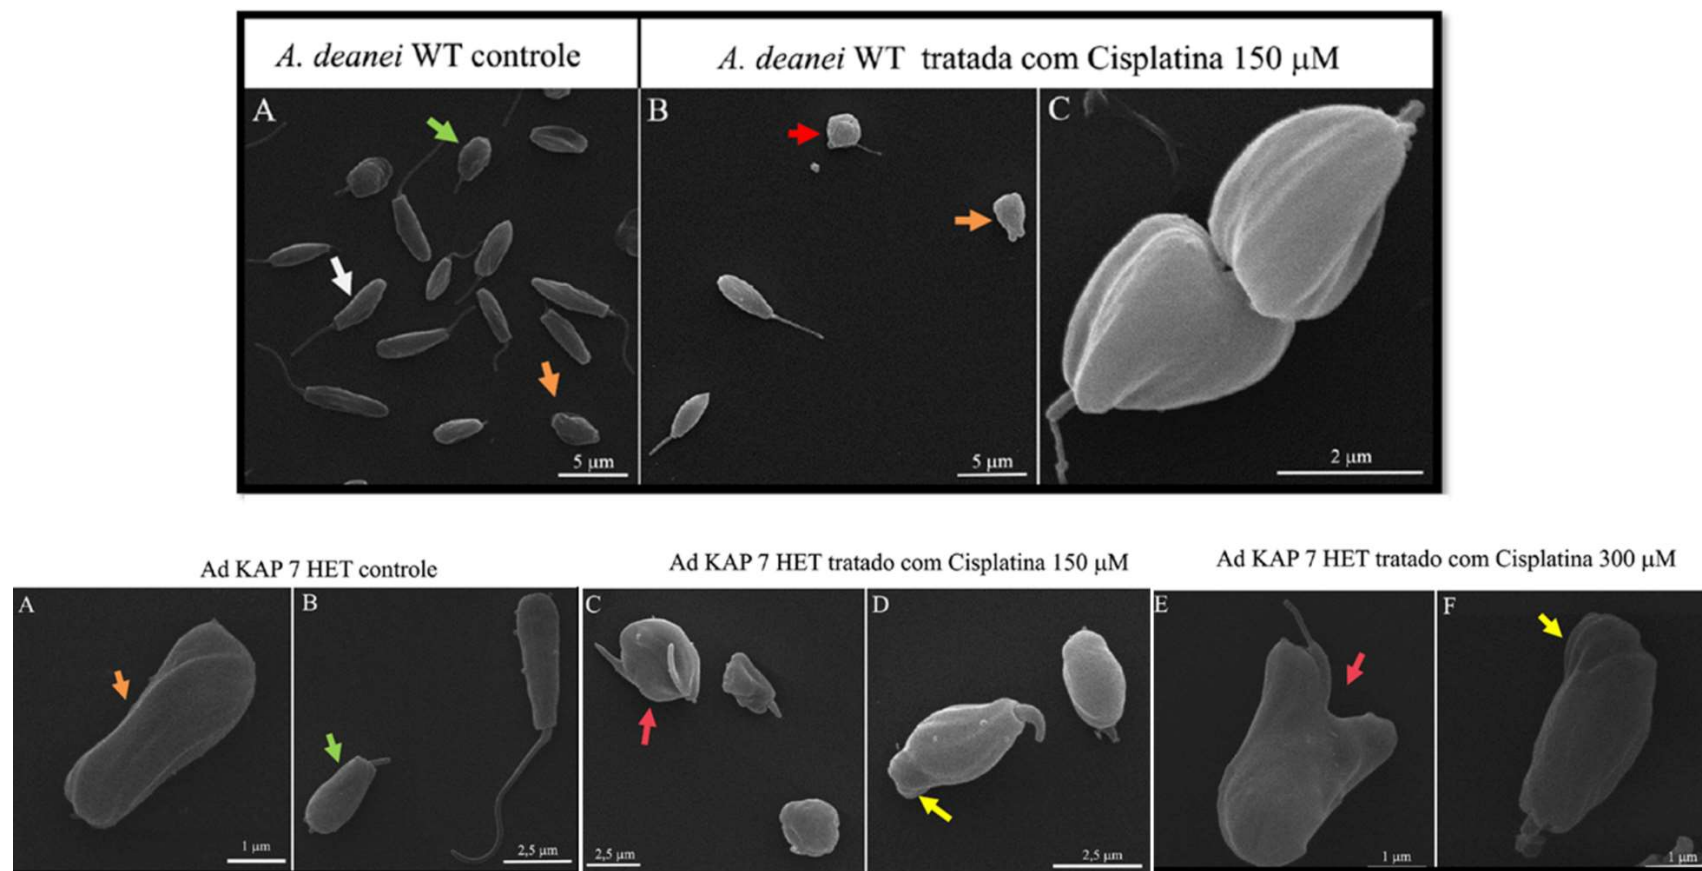 A. deanei WT controle
A. deanei WT tratada com Cisplatina 150 µM
A
B
C
5 µm
5 µm
2 µm
Ad KAP 7 HET controle
Ad KAP 7 HET tratado com Cisplatina 150 µM
Ad KAP 7 HET tratado com Cisplatina 300 µM
A
B
C
D
E
F
1 µm
2,5 µm
2,5 µm
2,5 µm
1 µm
1 µm